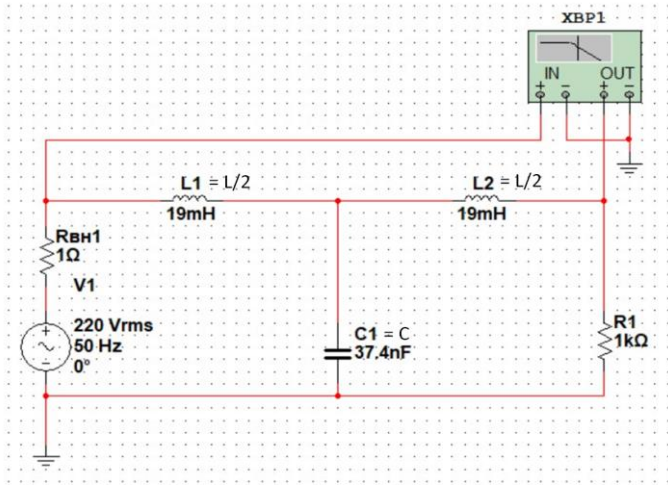 XBP1
IN OUT
L1 = L/2
19mH
L2 = L/2
19mH
Rвн1
1Ω
V1
220 Vrms
50 Hz
0°
C1 = C
37.4nF
R1
1kΩ